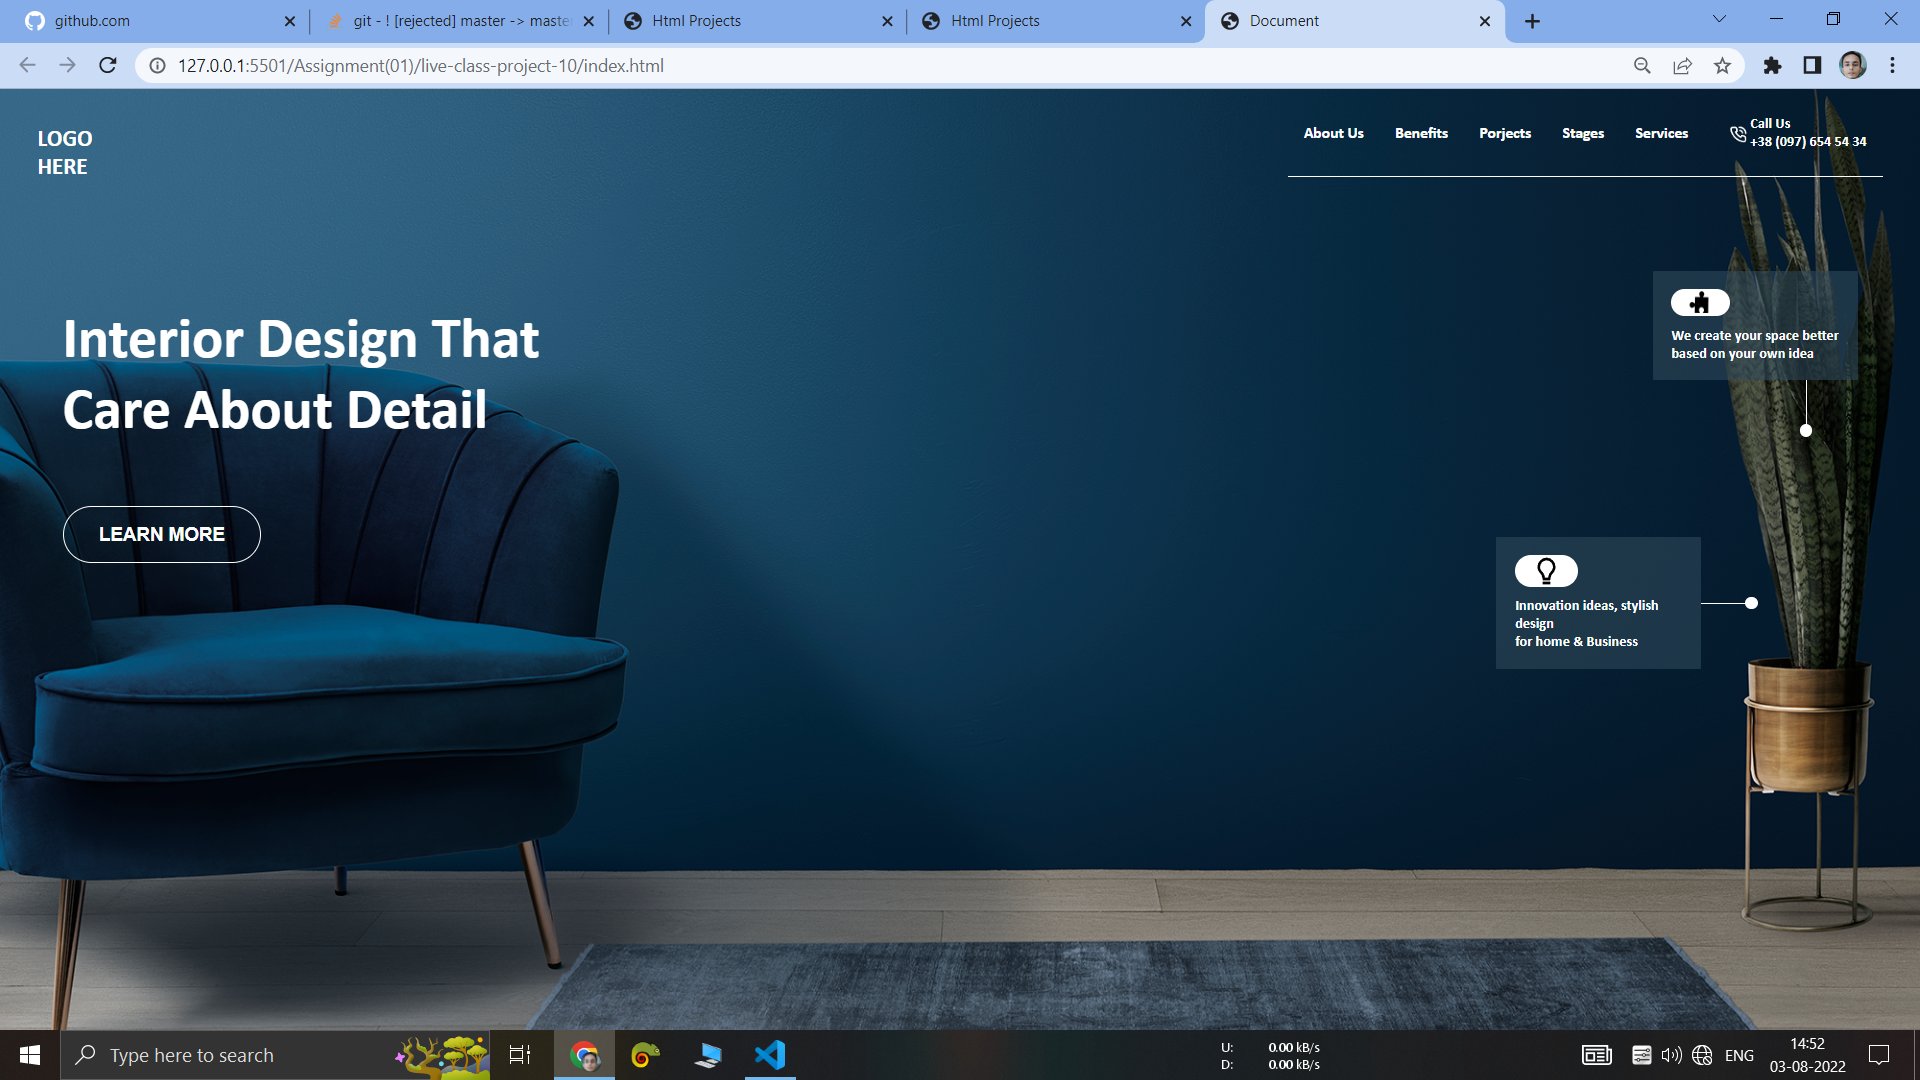 github.com
git - ! [rejected] master -> maste
Html Projects
Html Projects
Document
127.0.0.1:5501/Assignment(01)/live-class-project-10/index.html
LOGO
HERE
About Us
Benefits
Porjects
Stages
Services
Call Us
+38 (097) 654 54 34
We create your space better
based on your own idea
Interior Design That
Care About Detail
LEARN MORE
Innovation ideas, stylish
design
for home & Business
Type here to search
U: 0.00 kB/s
D: 0.00 kB/s
ENG
14:52
03-08-2022